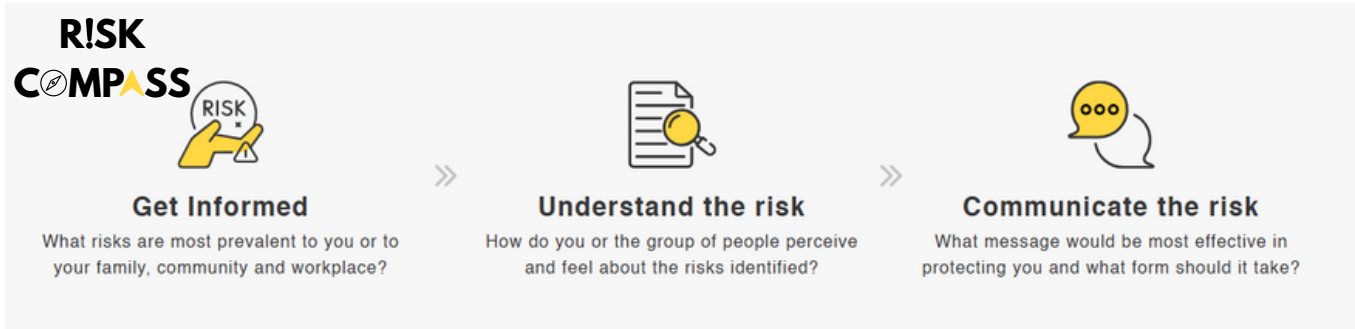 R!SK
COMPASS
RISK
Get Informed
What risks are most prevalent to you or to
your family, community and workplace?
Understand the risk
How do you or the group of people perceive
and feel about the risks identified?
Communicate the risk
What message would be most effective in
protecting you and what form should it take?